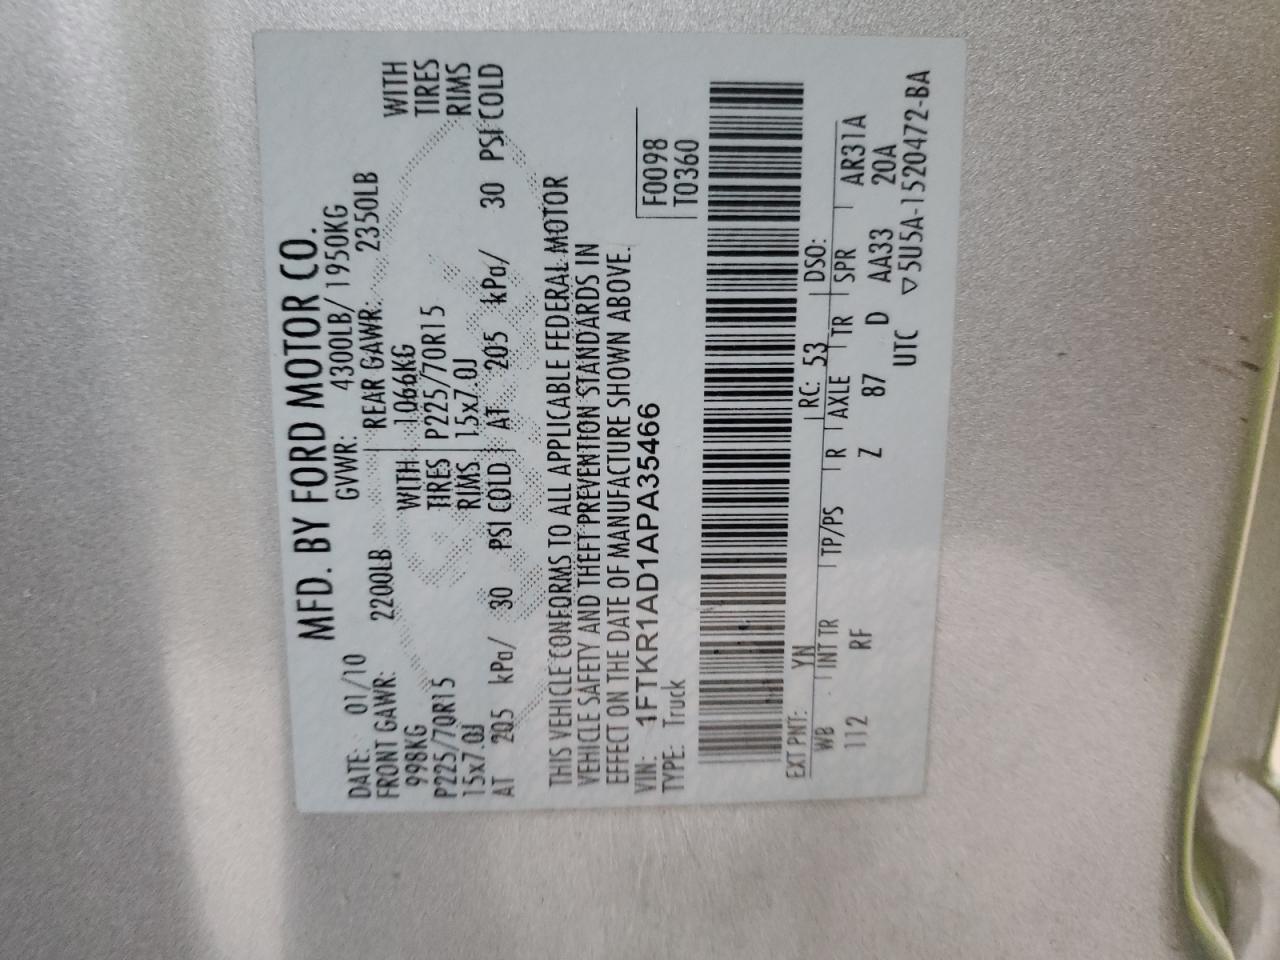 MFD. BY FORD MOTOR CO.
DATE: 01/10 GVWR: 4300LB/ 1950KG
FRONT GAWR: 2200LB REAR GAWR: 2350LB
998KG WITH 1066KG WITH
P225/70R15 TIRES P225/70R15 TIRES
15x7.0J RIMS 15x7.0J RIMS
AT 205 kPa/ 30 PSI COLD AT 205 kPa/ 30 PSI COLD
THIS VEHICLE CONFORMS TO ALL APPLICABLE FEDERAL MOTOR
VEHICLE SAFETY AND THEFT PREVENTION STANDARDS IN
EFFECT ON THE DATE OF MANUFACTURE SHOWN ABOVE.
VIN: 1FTKR1AD1APA35466 F0098
TYPE: Truck T0360
EXT PNT: YN RC: 53 DSO:
WB INT TR TP/PS R AXLE TR SPR AR31A
112 RF Z 87 D AA33 20A
UTC ▽5U5A-1520472-BA